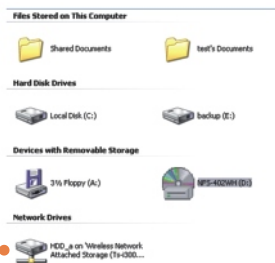 Files Stored on This Computer
Shared Documents
test's Documents
Hard Disk Drives
Local Disk (C:)
backup (E:)
Devices with Removable Storage
3½ Floppy (A:)
NFS-402WH (D:)
Network Drives
HDD_a on 'Wireless Network
Attached Storage (Ts-I300....